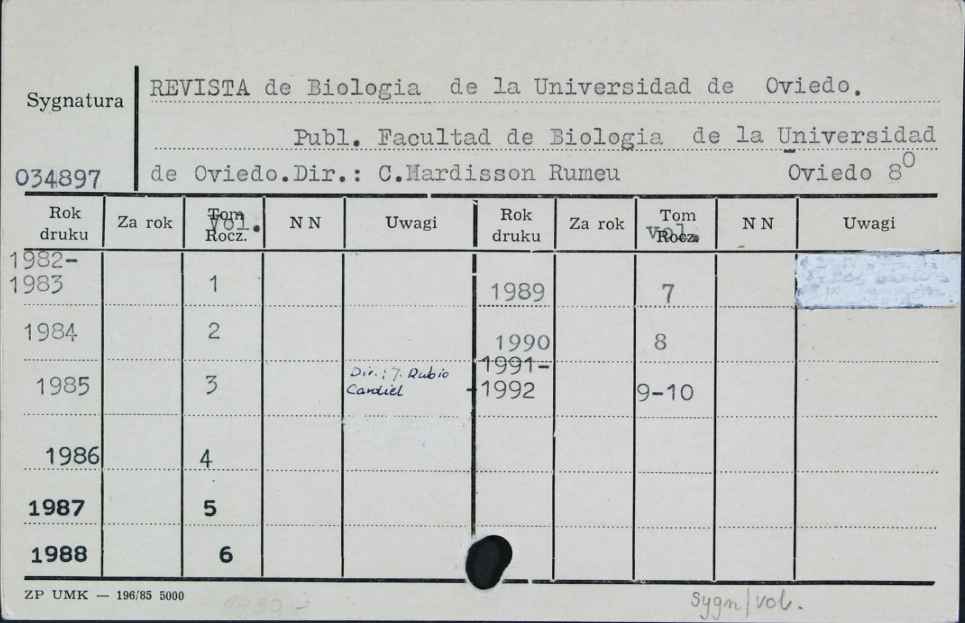 REVISTA de Biologia de la Universidad de Oviedo.
Sygnatura
Publ. Facultad de Biologia de la Universidad
034897 de Oviedo.Dir.: C.Hardisson Rumeu Oviedo 8º
Rok druku Za rok Tom Vol. Rocz. N N Uwagi Rok druku Za rok Tom Vol. Rocz. N N Uwagi
1982-
1983 1 1989 7
1984 2 1990 8
1985 3 Dir.: J. Rubio Cardiel 1991-1992 9-10
1986 4
1987 5
1988 6
ZP UMK — 196/85 5000
Sygn/vol.